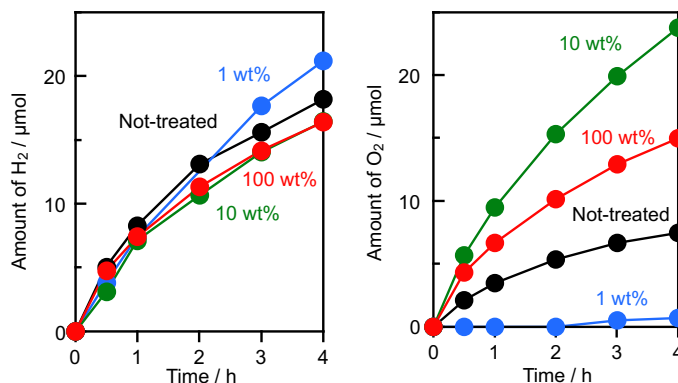 Amount of H₂ / μmol
20
10
0
1 wt%
Not-treated
100 wt%
10 wt%
0 1 2 3 4
Time / h
Amount of O₂ / μmol
20
10
0
10 wt%
100 wt%
Not-treated
1 wt%
0 1 2 3 4
Time / h